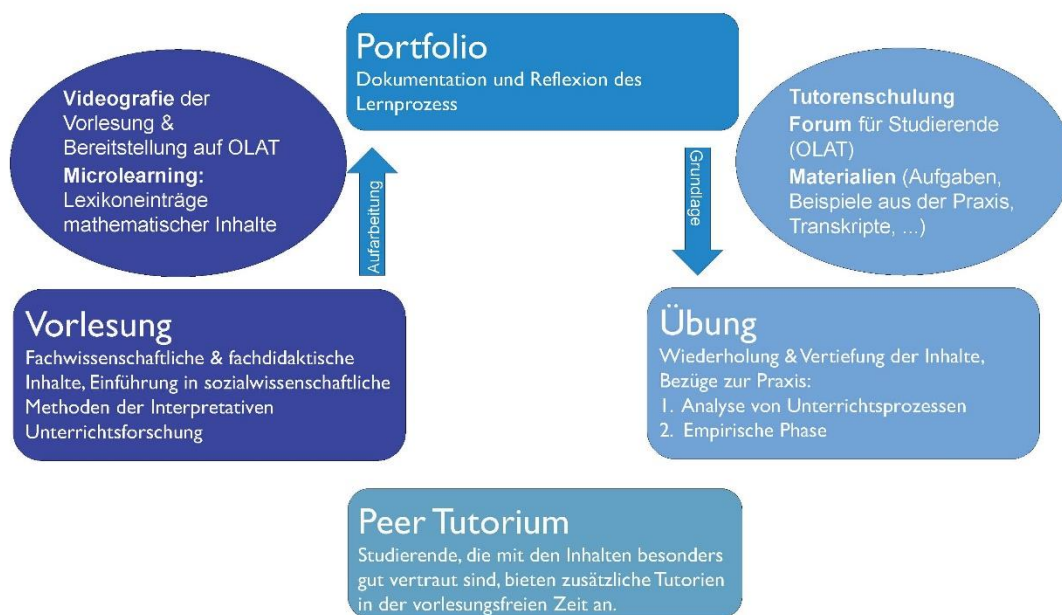 Portfolio
Dokumentation und Reflexion des
Lernprozess
Videografie der
Vorlesung &
Bereitstellung auf OLAT
Microlearning:
Lexikoneinträge
mathematischer Inhalte
Aufarbeitung
Grundlage
Tutorenschulung
Forum für Studierende
(OLAT)
Materialien (Aufgaben,
Beispiele aus der Praxis,
Transkripte, ...)
Vorlesung
Fachwissenschaftliche & fachdidaktische
Inhalte, Einführung in sozialwissenschaftliche
Methoden der Interpretativen
Unterrichtsforschung
Übung
Wiederholung & Vertiefung der Inhalte,
Bezüge zur Praxis:
1. Analyse von Unterrichtsprozessen
2. Empirische Phase
Peer Tutorium
Studierende, die mit den Inhalten besonders
gut vertraut sind, bieten zusätzliche Tutorien
in der vorlesungsfreien Zeit an.